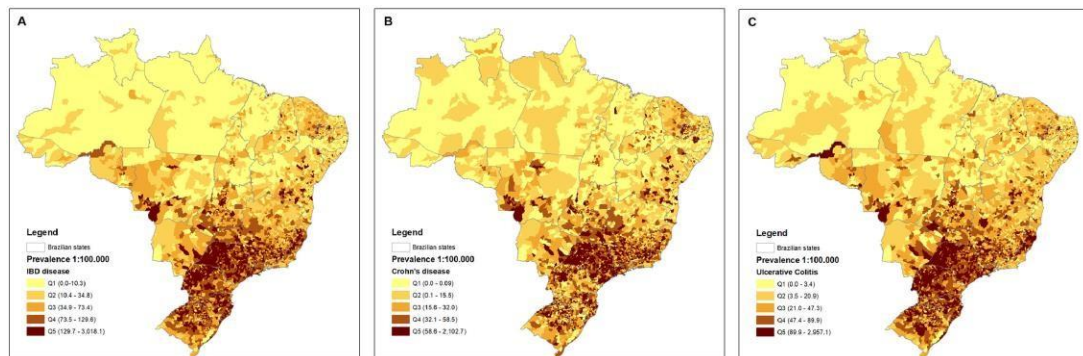 A
Legend
Brazilian states
Prevalence 1:100.000
IBD disease
Q1 (0.0-10.3)
Q2 (10.4 - 34.8)
Q3 (34.9 - 73.4)
Q4 (73.5 - 129.6)
Q5 (129.7 - 3,018.1)
B
Legend
Brazilian states
Prevalence 1:100.000
Crohn's disease
Q1 (0.0 - 0.09)
Q2 (0.1 - 15.5)
Q3 (15.6 - 32.0)
Q4 (32.1 - 58.5)
Q5 (58.6 - 2,102.7)
C
Legend
Brazilian states
Prevalence 1:100.000
Ulcerative Colitis
Q1 (0.0 - 3.4)
Q2 (3.5 - 20.9)
Q3 (21.0 - 47.3)
Q4 (47.4 - 89.9)
Q5 (89.9 - 2,957.1)